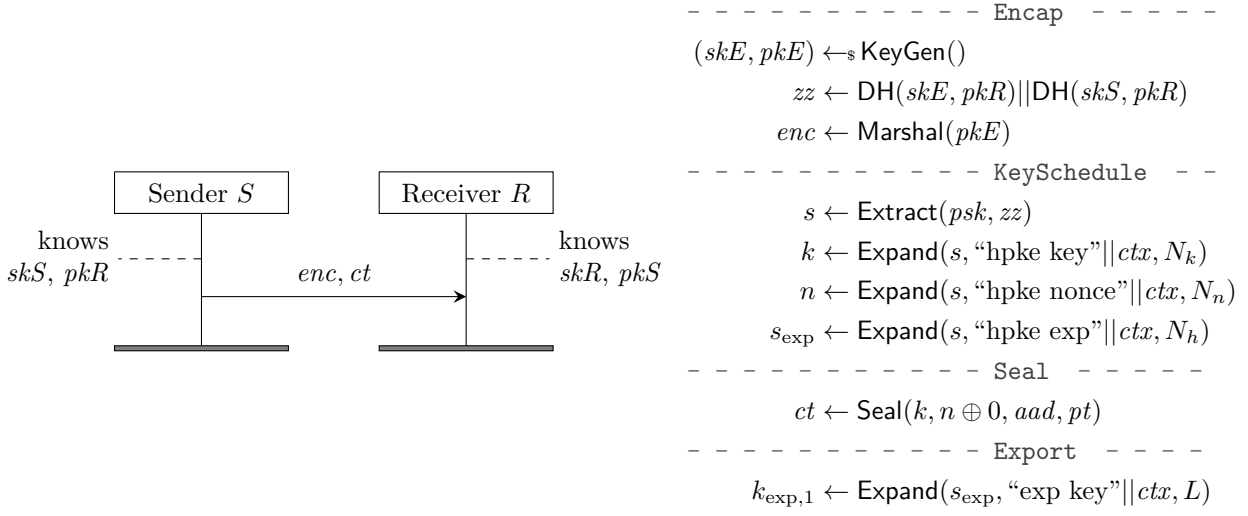 Sender S
Receiver R
knows
skS, pkR
knows
skR, pkS
enc, ct
Encap
(skE, pkE) ←$ KeyGen()
zz ← DH(skE, pkR)||DH(skS, pkR)
enc ← Marshal(pkE)
KeySchedule
s ← Extract(psk, zz)
k ← Expand(s, “hpke key”||ctx, N_k)
n ← Expand(s, “hpke nonce”||ctx, N_n)
s_exp ← Expand(s, “hpke exp”||ctx, N_h)
Seal
ct ← Seal(k, n ⊕ 0, aad, pt)
Export
k_exp,1 ← Expand(s_exp, “exp key”||ctx, L)